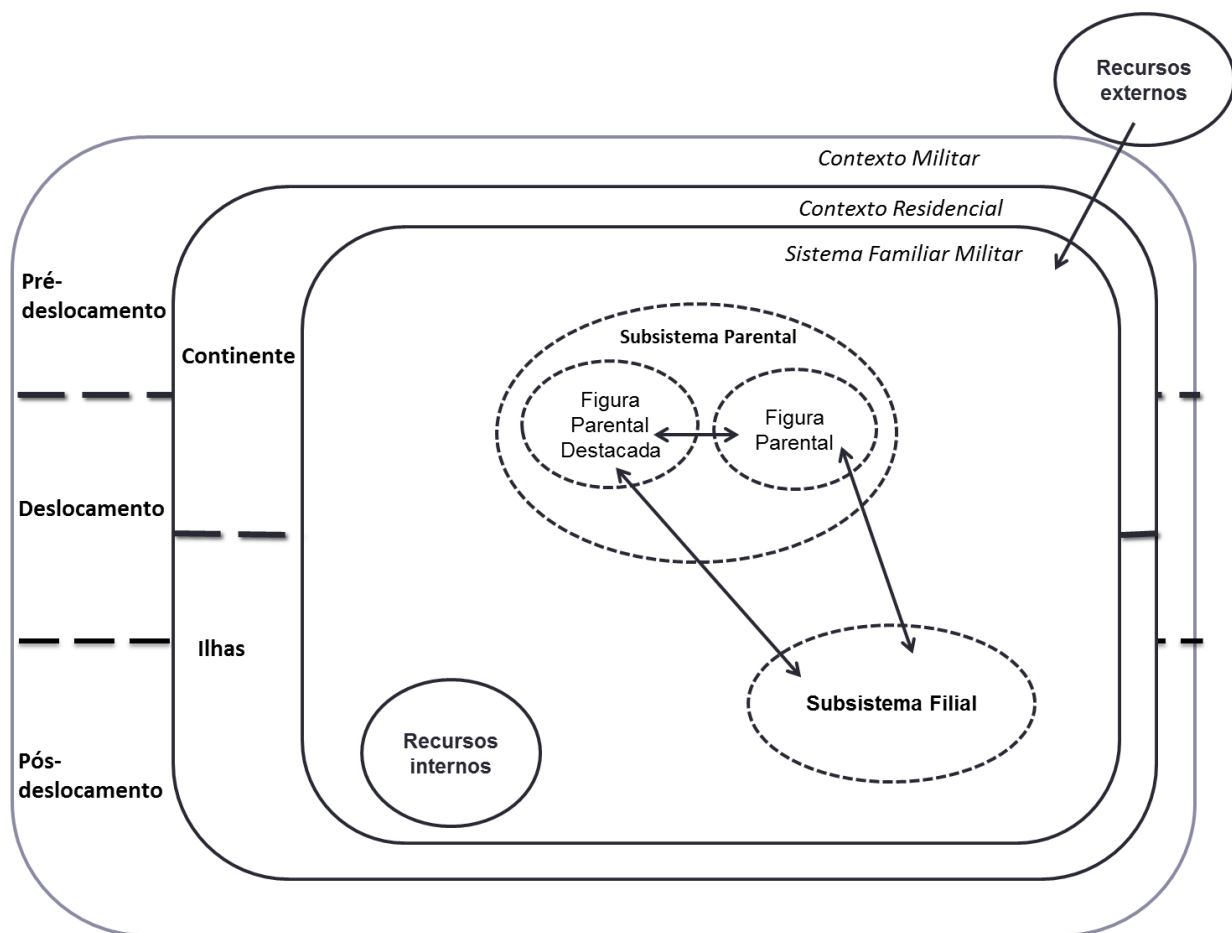 Recursos
externos
Contexto Militar
Contexto Residencial
Sistema Familiar Militar
Pré-
deslocamento
Continente
Subsistema Parental
Figura
Parental
Destacada
Figura
Parental
Deslocamento
Ilhas
Subsistema Filial
Recursos
internos
Pós-
deslocamento